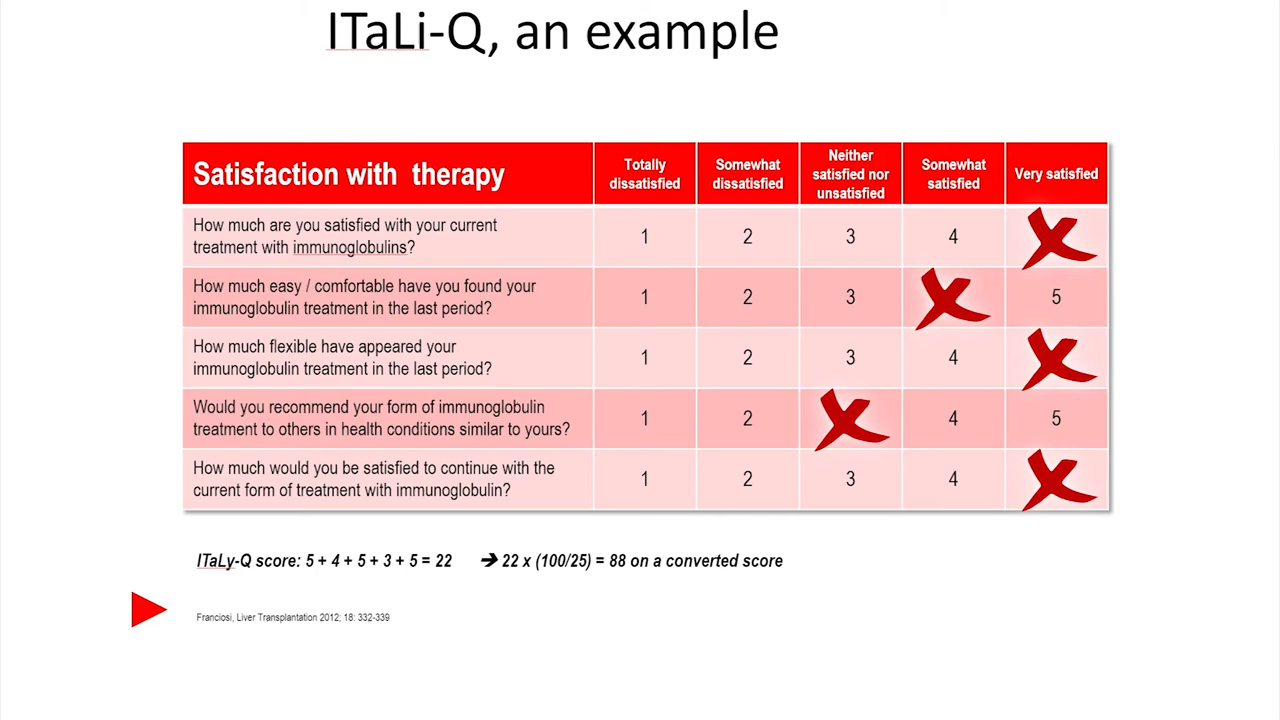 ITaLi-Q, an example
Satisfaction with therapy
Totally
dissatisfied
Somewhat
dissatisfied
Neither
satisfied nor
unsatisfied
Somewhat
satisfied
Very satisfied
How much are you satisfied with your current
treatment with immunoglobulins?
1 2 3 4
How much easy / comfortable have you found your
immunoglobulin treatment in the last period?
1 2 3 5
How much flexible have appeared your
immunoglobulin treatment in the last period?
1 2 3 4
Would you recommend your form of immunoglobulin
treatment to others in health conditions similar to yours?
1 2 4 5
How much would you be satisfied to continue with the
current form of treatment with immunoglobulin?
1 2 3 4
ITaLy-Q score: 5 + 4 + 5 + 3 + 5 = 22 ➔ 22 x (100/25) = 88 on a converted score
Franciosi, Liver Transplantation 2012; 18: 332-339